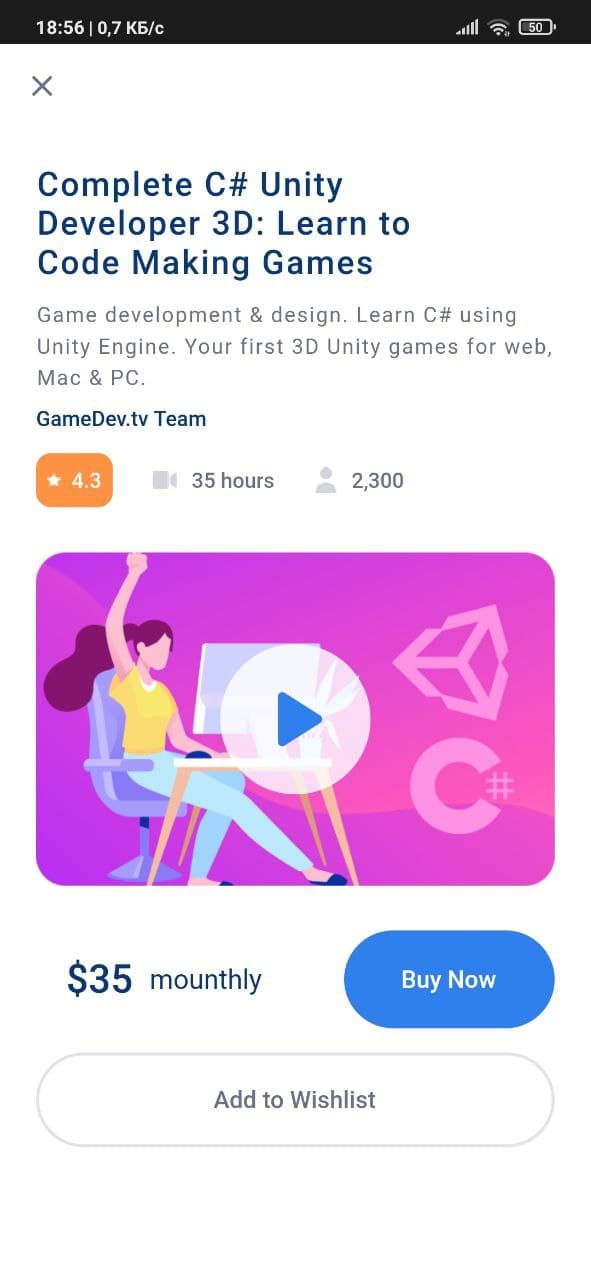 18:56 | 0,7 КБ/с
50
Complete C# Unity
Developer 3D: Learn to
Code Making Games
Game development & design. Learn C# using
Unity Engine. Your first 3D Unity games for web,
Mac & PC.
GameDev.tv Team
4.3
35 hours
2,300
C#
$35 mounthly
Buy Now
Add to Wishlist